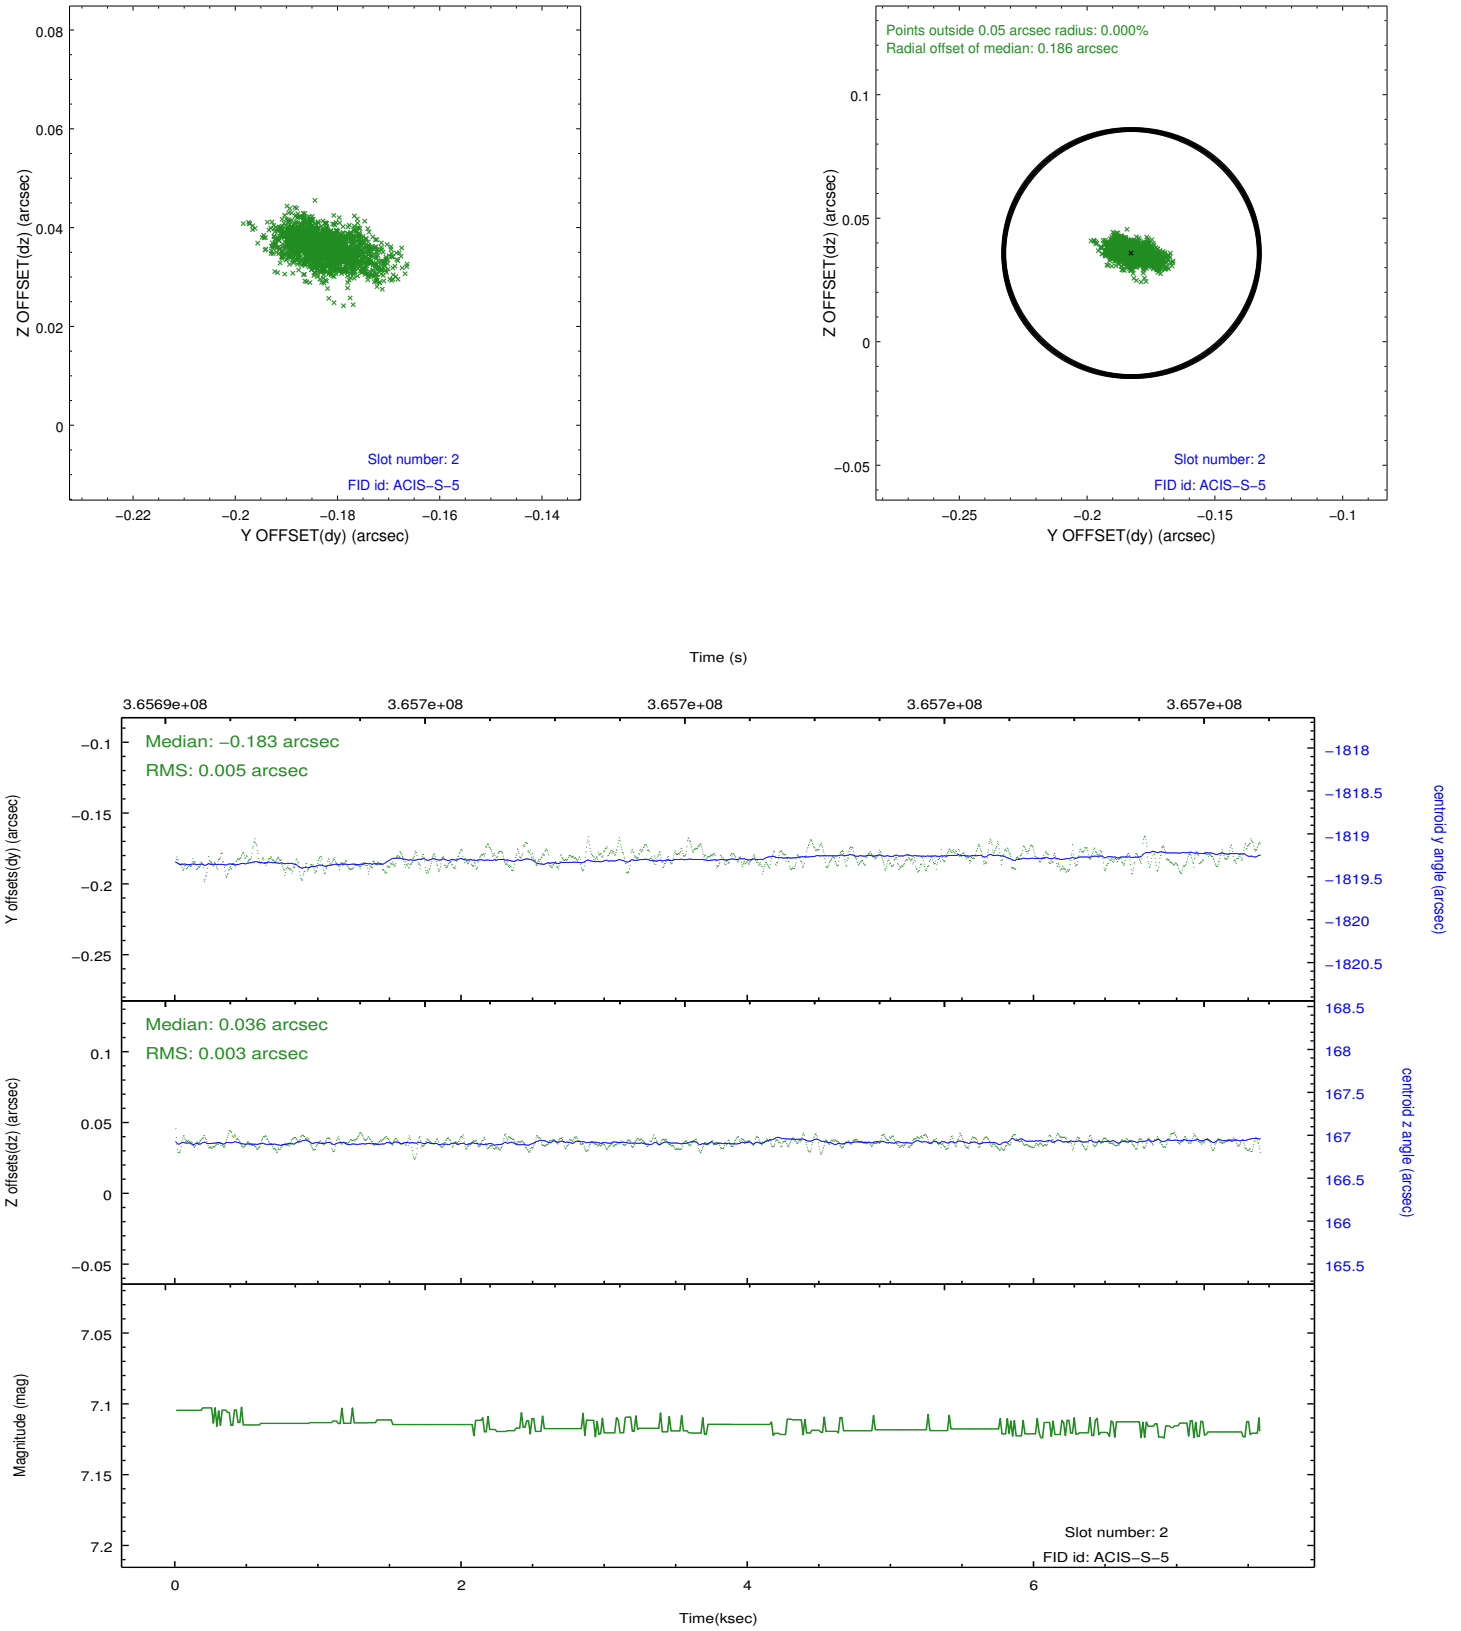 0.08
0.06
0.04
0.02
0
Z OFFSET(dz) (arcsec)
Slot number: 2
FID id: ACIS−S−5
−0.22
−0.2
−0.18
−0.16
−0.14
Y OFFSET(dy) (arcsec)
Points outside 0.05 arcsec radius: 0.000%
Radial offset of median: 0.186 arcsec
0.1
0.05
0
−0.05
Z OFFSET(dz) (arcsec)
Slot number: 2
FID id: ACIS−S−5
−0.25
−0.2
−0.15
−0.1
Y OFFSET(dy) (arcsec)
Time (s)
3.6569e+08
3.657e+08
3.657e+08
3.657e+08
3.657e+08
Median: −0.183 arcsec
RMS: 0.005 arcsec
−0.1
−0.15
−0.2
−0.25
Y offsets(dy) (arcsec)
−1818
−1818.5
−1819
−1819.5
−1820
−1820.5
centroid y angle (arcsec)
Median: 0.036 arcsec
RMS: 0.003 arcsec
0.1
0.05
0
−0.05
Z offsets(dz) (arcsec)
168.5
168
167.5
167
166.5
166
165.5
centroid z angle (arcsec)
7.05
7.1
7.15
7.2
Magnitude (mag)
Slot number: 2
FID id: ACIS−S−5
0
2
4
6
Time(ksec)